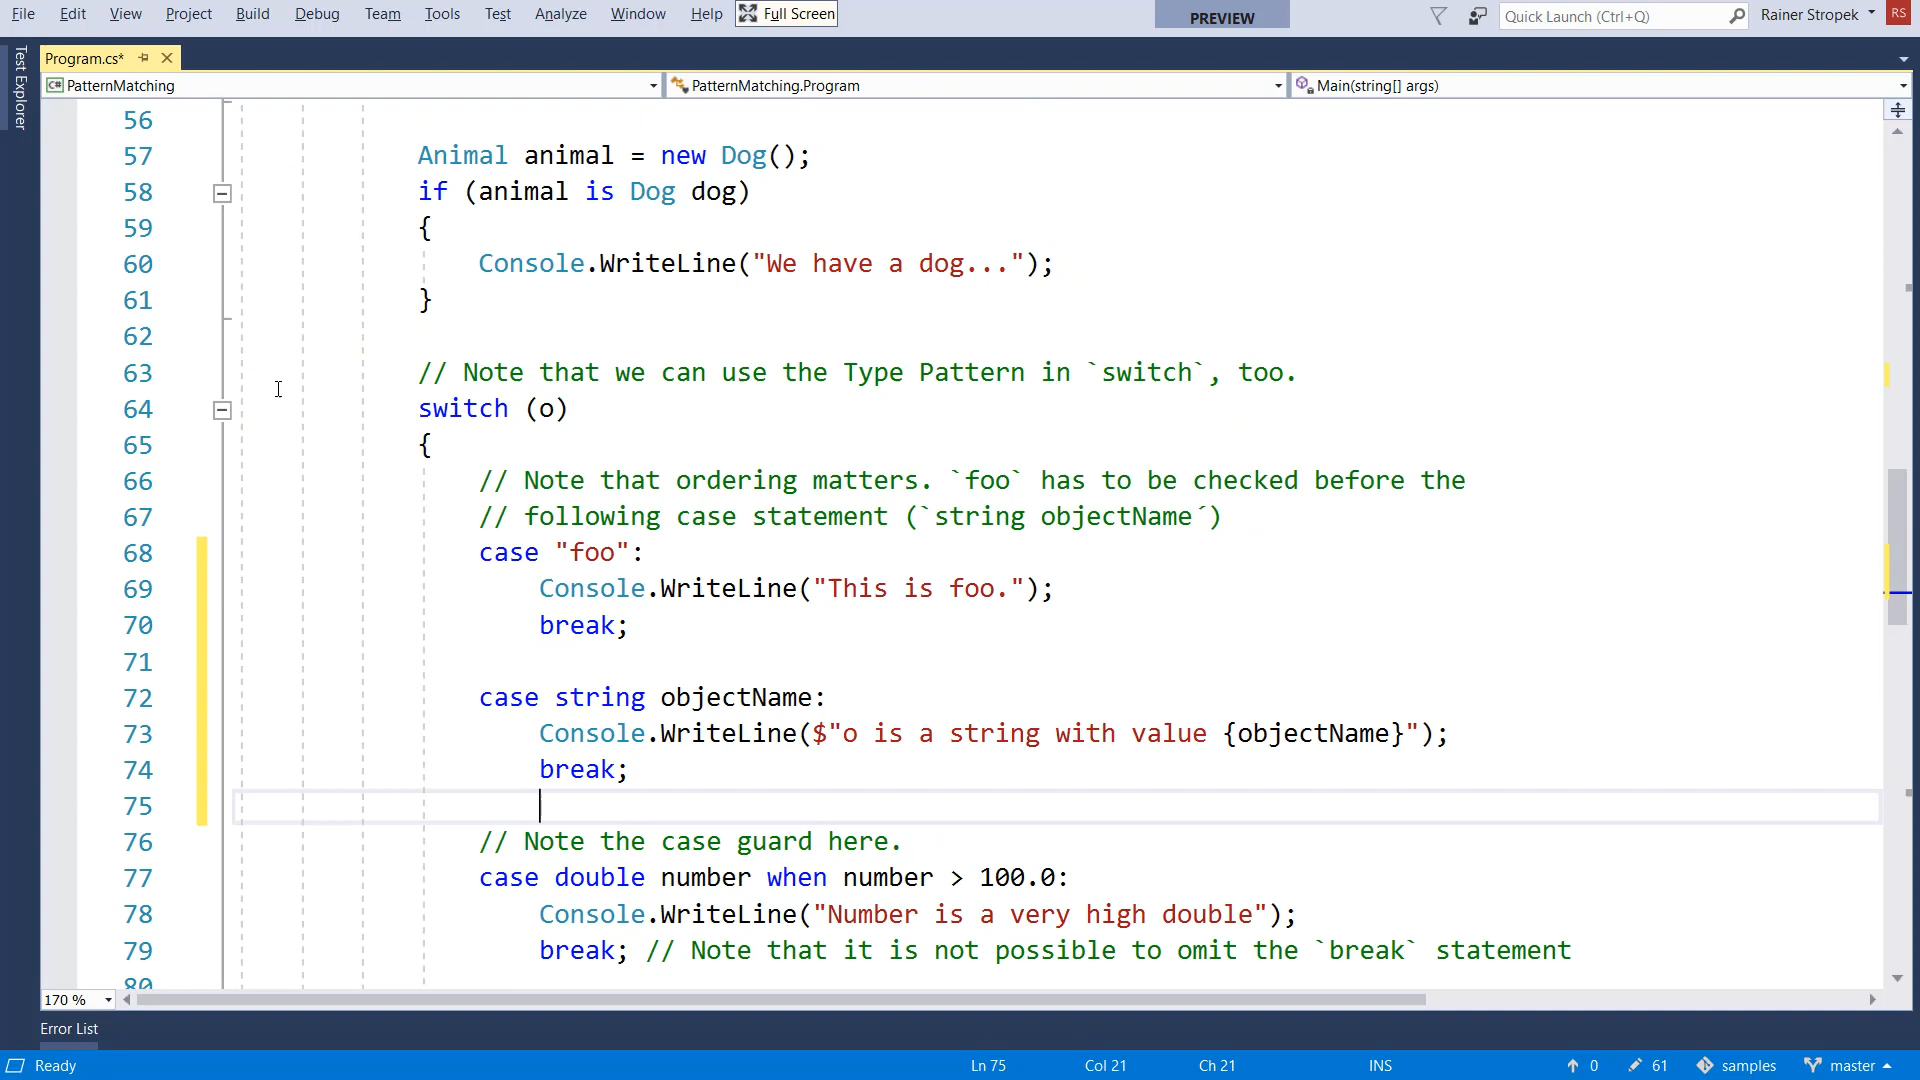 File Edit View Project Build Debug Team Tools Test Analyze Window Help Full Screen PREVIEW Quick Launch (Ctrl+Q) Rainer Stropek RS
Test Explorer
Program.cs*
C# PatternMatching PatternMatching.Program Main(string[] args)
56
57 Animal animal = new Dog();
58 if (animal is Dog dog)
59 {
60 Console.WriteLine("We have a dog...");
61 }
62
63 // Note that we can use the Type Pattern in `switch`, too.
64 switch (o)
65 {
66 // Note that ordering matters. `foo` has to be checked before the
67 // following case statement (`string objectName´)
68 case "foo":
69 Console.WriteLine("This is foo.");
70 break;
71
72 case string objectName:
73 Console.WriteLine($"o is a string with value {objectName}");
74 break;
75
76 // Note the case guard here.
77 case double number when number > 100.0:
78 Console.WriteLine("Number is a very high double");
79 break; // Note that it is not possible to omit the `break` statement
80
170 %
Error List
Ready Ln 75 Col 21 Ch 21 INS 0 61 samples master